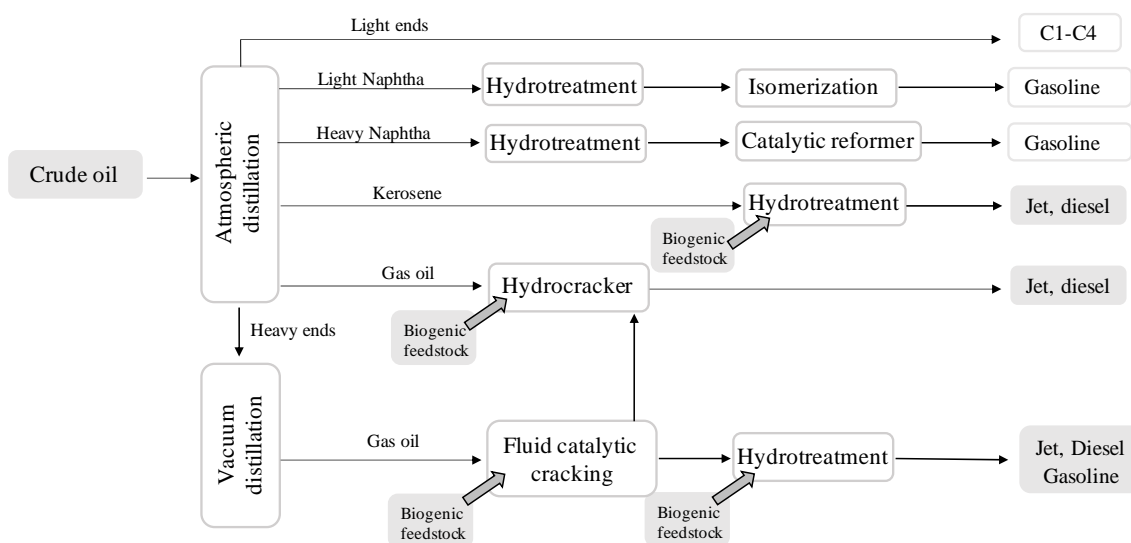 Light ends
C1-C4
Light Naphtha
Hydrotreatment
Isomerization
Gasoline
Heavy Naphtha
Hydrotreatment
Catalytic reformer
Gasoline
Crude oil
Atmospheric
distillation
Kerosene
Hydrotreatment
Jet, diesel
Biogenic
feedstock
Gas oil
Hydrocracker
Jet, diesel
Biogenic
feedstock
Heavy ends
Vacuum
distillation
Gas oil
Fluid catalytic
cracking
Hydrotreatment
Jet, Diesel
Gasoline
Biogenic
feedstock
Biogenic
feedstock